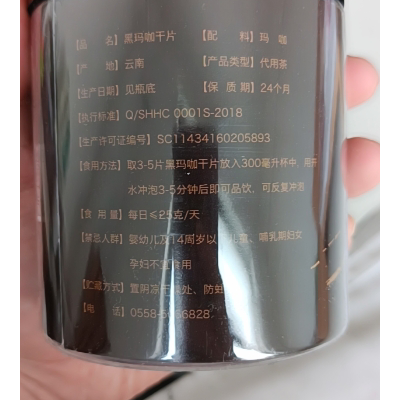 【品 名】黑玛咖干片 【配 料】玛 咖
【产 地】云南 【产品类型】代用茶
【生产日期】见瓶底 【保 质 期】24个月
【执行标准】Q/SHHC 0001S-2018
【生产许可证编号】SC11434160205893
【食用方法】取3-5片黑玛咖干片放入300毫升杯中,用
水冲泡3-5分钟后即可品饮,可反复冲泡
【食 用 量】每日≤25克/天
【禁忌人群】婴幼儿及14周岁以 儿童、哺乳期妇女
孕妇不宜食用
【贮藏方式】置阴凉干燥处、防
【电 话】0558-5 66828